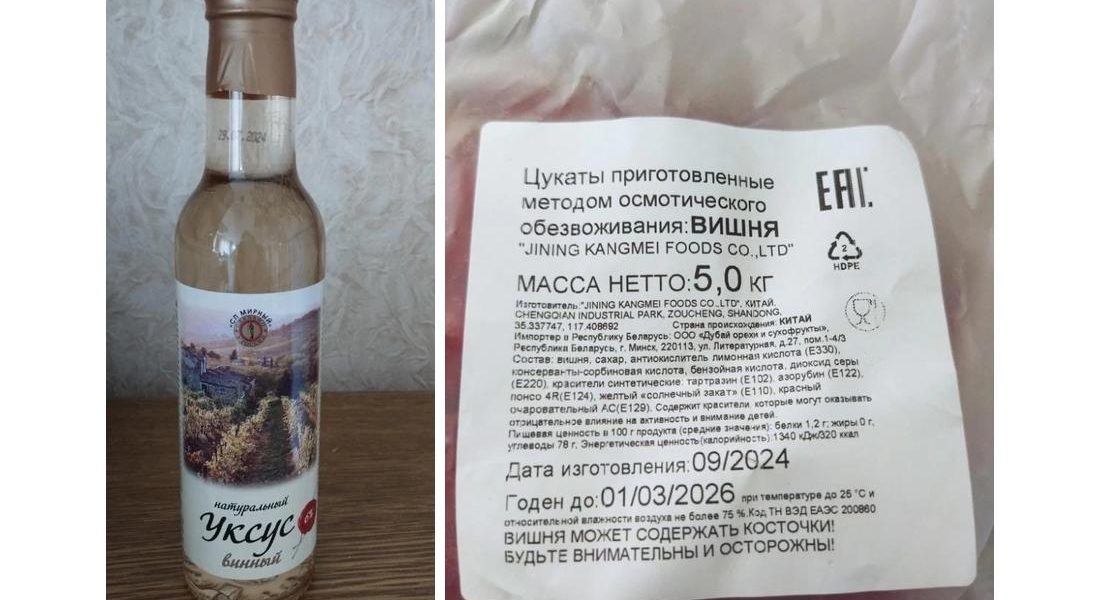 29.07.2024
СП МИРНЫЙ
натуральный
Уксус
6%
винный
Цукаты приготовленные
методом осмотического
обезвоживания:ВИШНЯ
"JINING KANGMEI FOODS CO.,LTD"
МАССА НЕТТО:5,0 КГ
EAC
2
HDPE
Изготовитель:"JINING KANGMEI FOODS CO.,LTD", КИТАЙ.
CHENGQIAN INDUSTRIAL PARK, ZOUCHENG, SHANDONG,
35.337747, 117.408692 Страна происхождения: КИТАЙ
Импортер в Республику Беларусь: ООО «Дубай орехи и сухофрукты»,
Республика Беларусь, г. Минск, 220113, ул. Литературная, д.27, пом.1-4/3
Состав: вишня, сахар, антиокислитель лимонная кислота (Е330),
консерванты-сорбиновая кислота, бензойная кислота, диоксид серы
(Е220), красители синтетические: тартразин (Е102), азорубин (Е122),
понсо 4R(Е124), желтый «солнечный закат» (Е110), красный
очаровательный АС(Е129). Содержит красители, которые могут оказывать
отрицательное влияние на активность и внимание детей.
Пищевая ценность в 100 г продукта (средние значения): белки 1,2 г; жиры 0 г,
углеводы 78 г. Энергетическая ценность(калорийность):1340 кДж/320 ккал
Дата изготовления:09/2024
Годен до:01/03/2026 при температуре до 25 °С и
относительной влажности воздуха не более 75 %.Код ТН ВЭД ЕАЭС 200860
ВИШНЯ МОЖЕТ СОДЕРЖАТЬ КОСТОЧКИ!
БУДЬТЕ ВНИМАТЕЛЬНЫ И ОСТОРОЖНЫ!